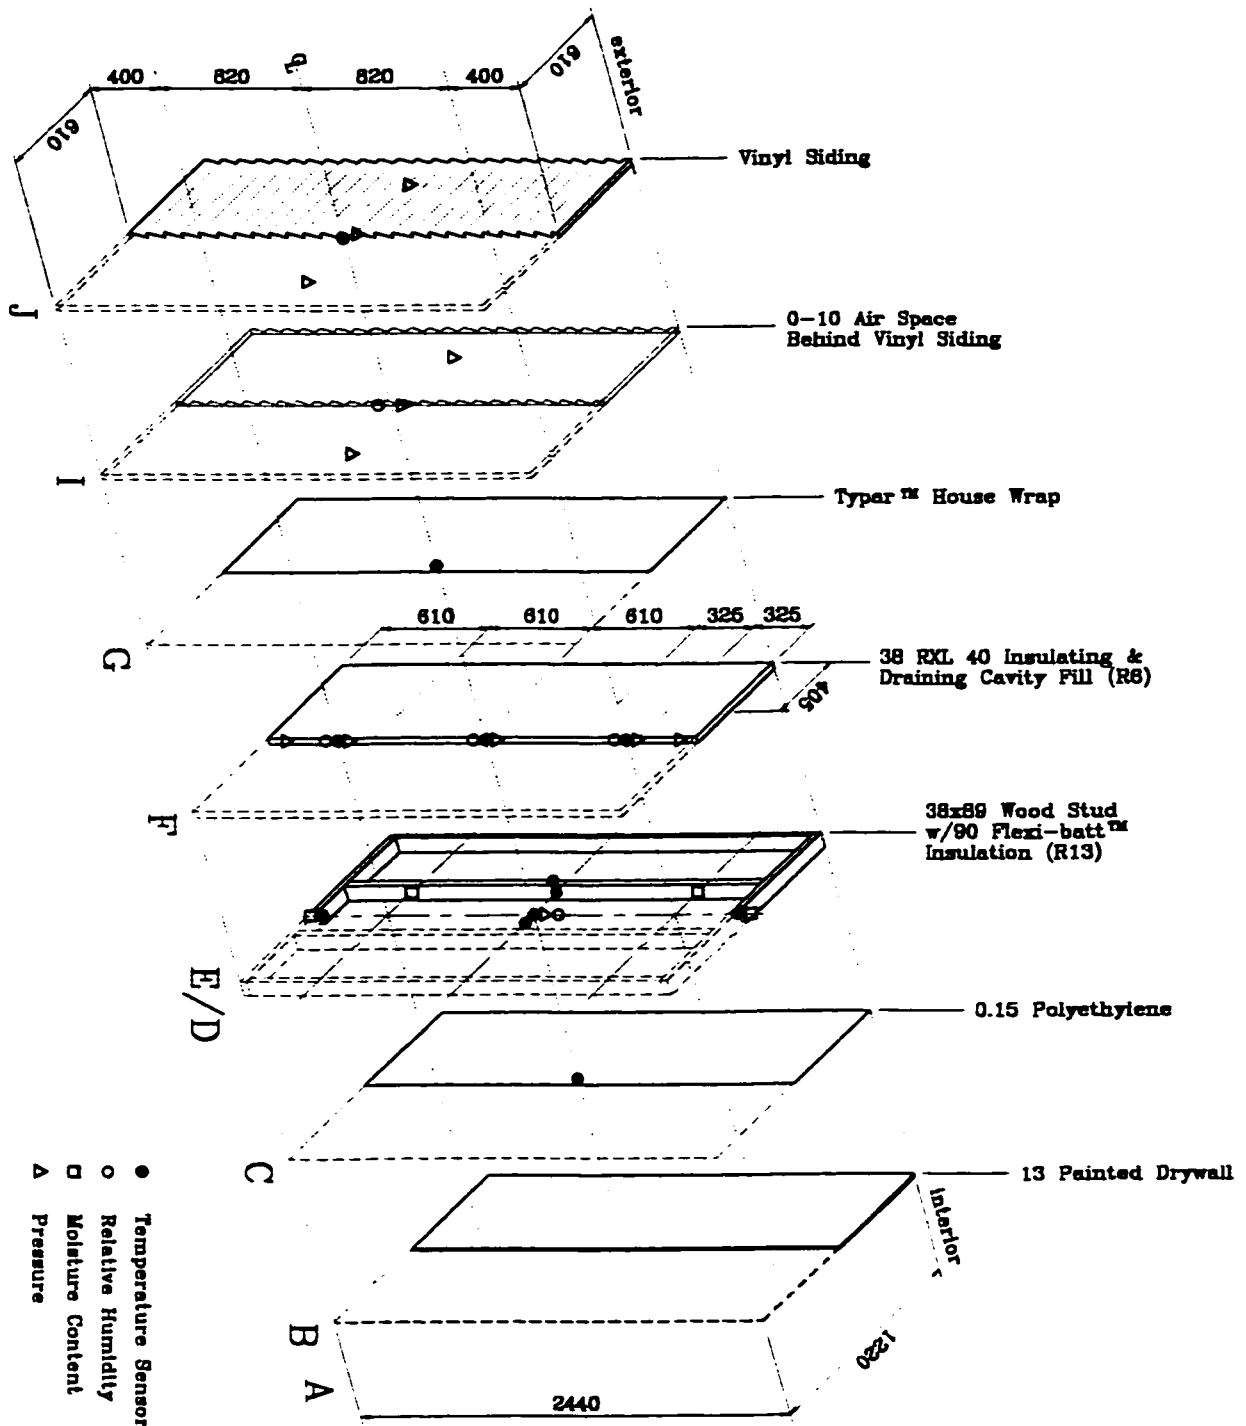 400
820
℄
820
400
610
610
exterior
Vinyl Siding
J
0-10 Air Space
Behind Vinyl Siding
I
Typar™ House Wrap
G
610
610
610
325
325
405
38 RXL 40 Insulating &
Draining Cavity Fill (R6)
F
38x89 Wood Stud
w/90 Flexi-batt™
Insulation (R13)
E/D
0.15 Polyethylene
C
13 Painted Drywall
interior
1220
B
A
2440
Temperature Sensor
Relative Humidity
Moisture Content
Pressure